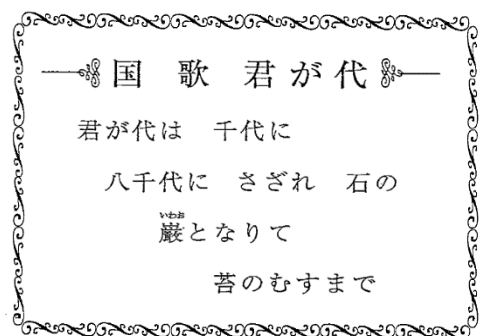 国 歌 君が代
君が代は 千代に
八千代に さざれ 石の
巌となりて
いわお
苔のむすまで